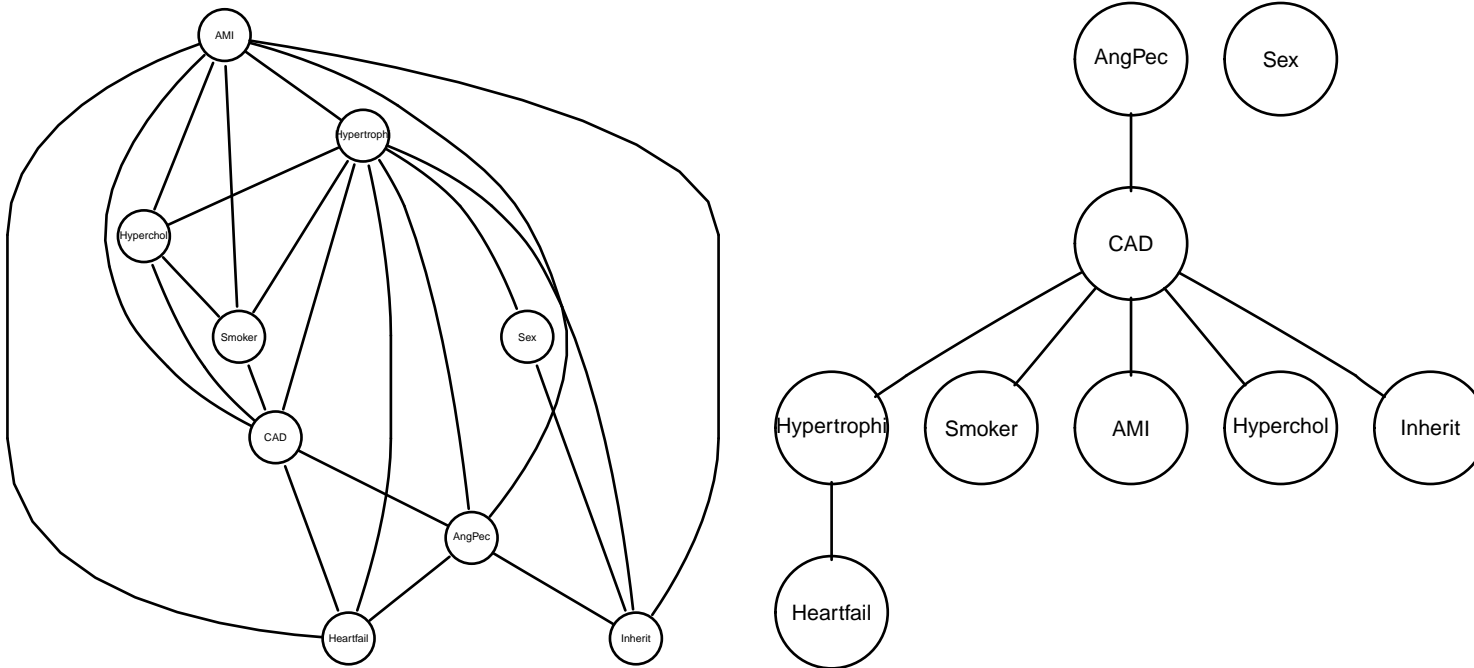 AMI
Hypertroph
Hyperchol
Smoker
Sex
CAD
AngPec
Heartfail
Inherit
AngPec
Sex
CAD
Hypertrophi
Smoker
AMI
Hyperchol
Inherit
Heartfail